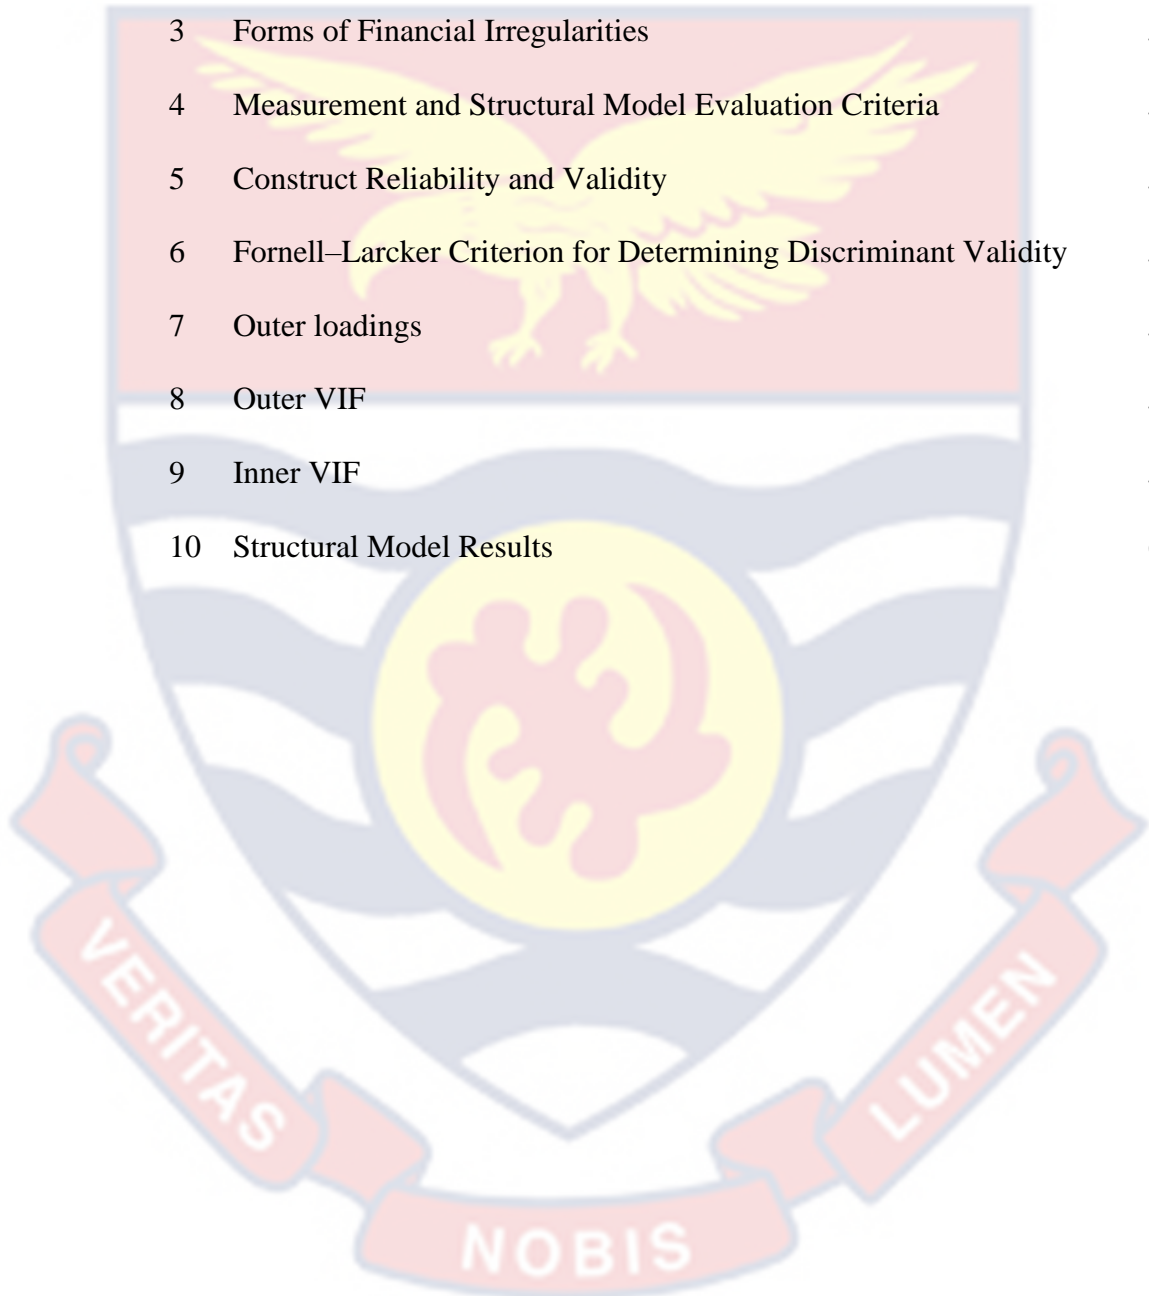 3 Forms of Financial Irregularities
4 Measurement and Structural Model Evaluation Criteria
5 Construct Reliability and Validity
6 Fornell–Larcker Criterion for Determining Discriminant Validity
7 Outer loadings
8 Outer VIF
9 Inner VIF
10 Structural Model Results
VERITAS
NOBIS
LUMEN